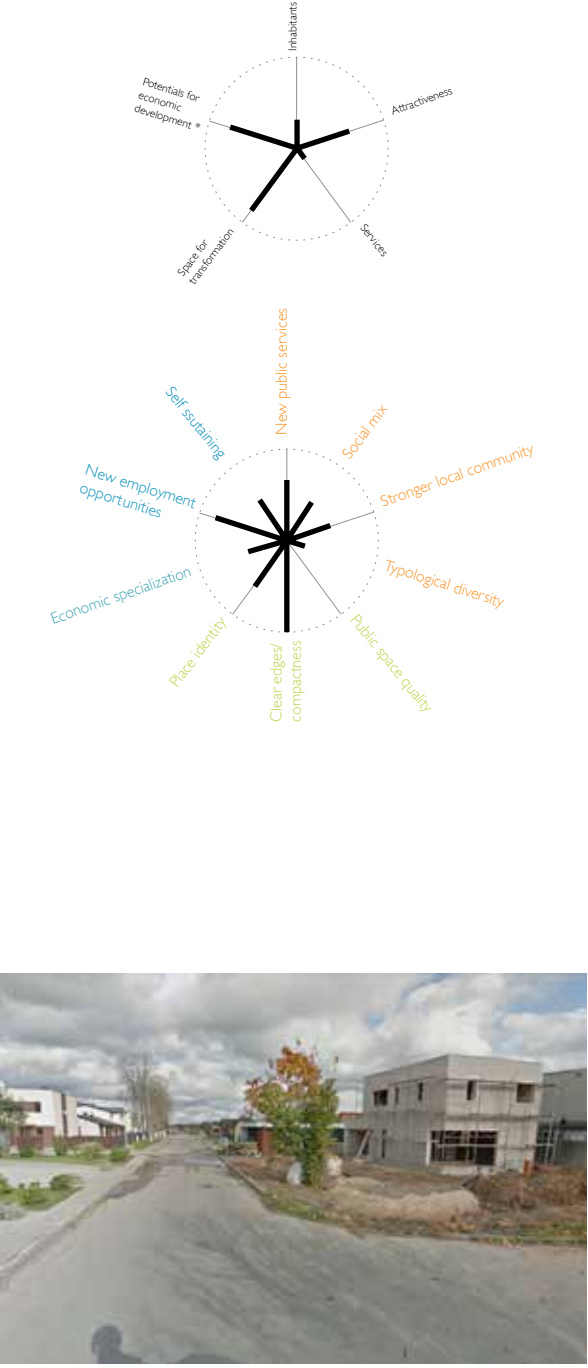 Inhabitants
Potentials for
economic
development *
Attractiveness
Space for
transformation
Services
New public services
Self ssutaining
Social mix
New employment
opportunities
Stronger local community
Economic specialization
Typological diversity
Place identity
Clear edges/
compactness
Public space quality